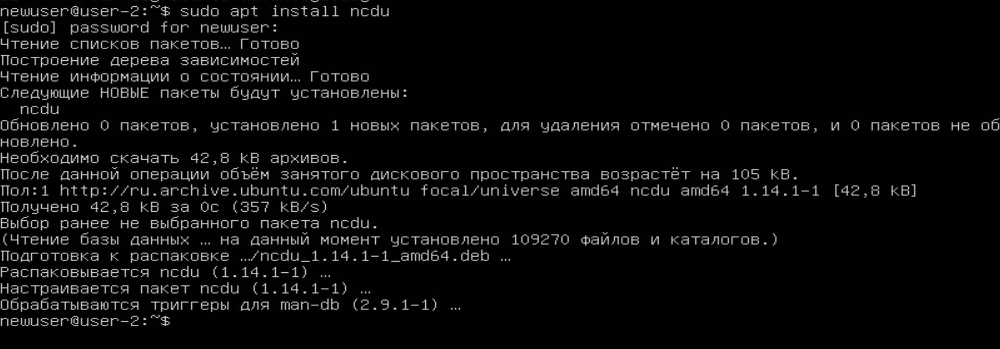 newuser@user-2:~$ sudo apt install ncdu
[sudo] password for newuser:
Чтение списков пакетов… Готово
Построение дерева зависимостей
Чтение информации о состоянии… Готово
Следующие НОВЫЕ пакеты будут установлены:
  ncdu
Обновлено 0 пакетов, установлено 1 новых пакетов, для удаления отмечено 0 пакетов, и 0 пакетов не об
новлено.
Необходимо скачать 42,8 kB архивов.
После данной операции объём занятого дискового пространства возрастёт на 105 kB.
Пол:1 http://ru.archive.ubuntu.com/ubuntu focal/universe amd64 ncdu amd64 1.14.1-1 [42,8 kB]
Получено 42,8 kB за 0с (357 kB/s)
Выбор ранее не выбранного пакета ncdu.
(Чтение базы данных … на данный момент установлено 109270 файлов и каталогов.)
Подготовка к распаковке …/ncdu_1.14.1-1_amd64.deb …
Распаковывается ncdu (1.14.1-1) …
Настраивается пакет ncdu (1.14.1-1) …
Обрабатываются триггеры для man-db (2.9.1-1) …
newuser@user-2:~$